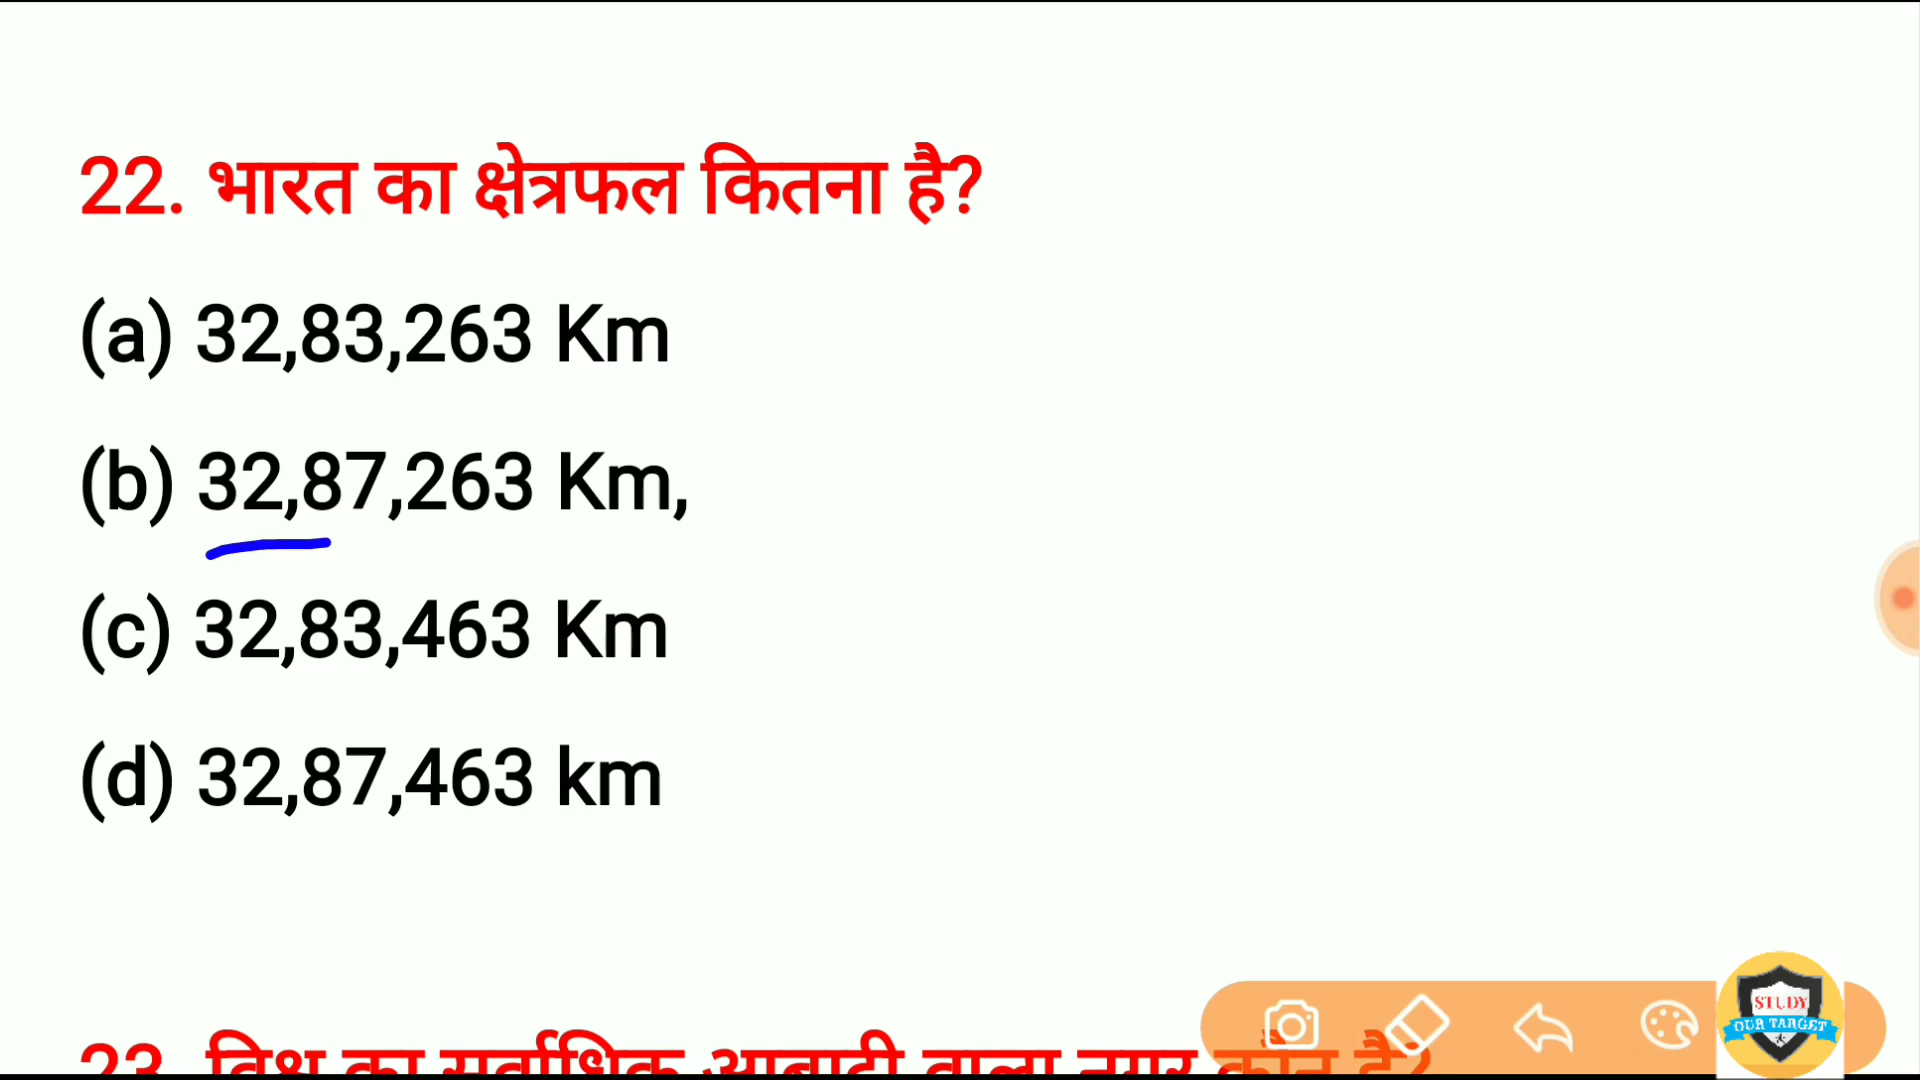 22. भारत का क्षेत्रफल कितना है?
(a) 32,83,263 Km
(b) 32,87,263 Km,
(c) 32,83,463 Km
(d) 32,87,463 km
STUDY
OUR TARGET
23. विश्व का सर्वाधिक आबादी वाला नगर कौन है?